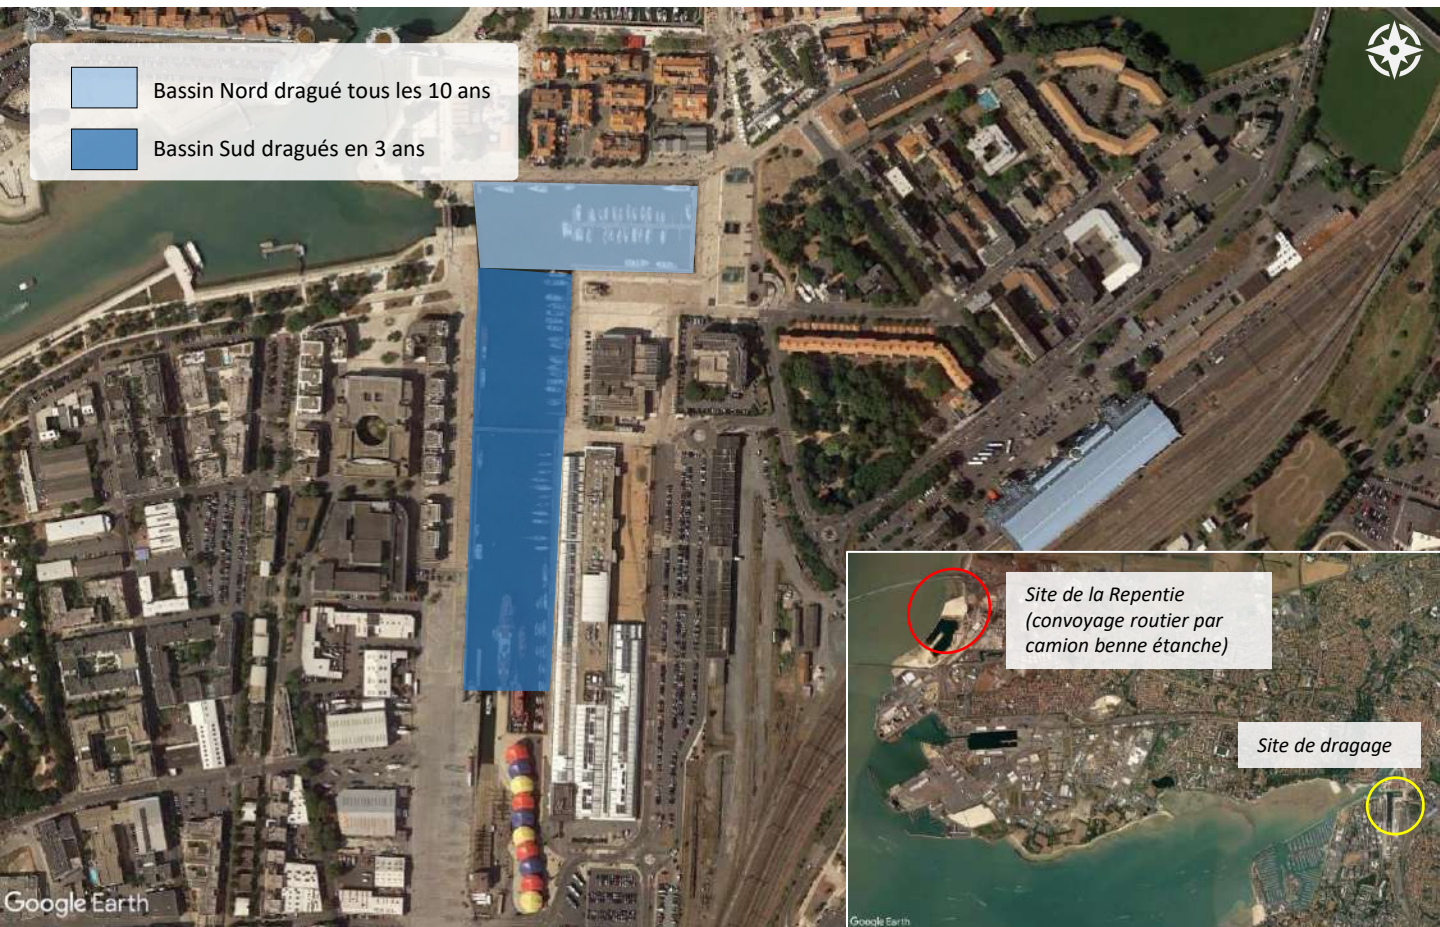 Bassin Nord dragué tous les 10 ans
Bassin Sud dragués en 3 ans
Site de la Repentie
(convoyage routier par
camion benne étanche)
Site de dragage
Google Earth
Google Earth